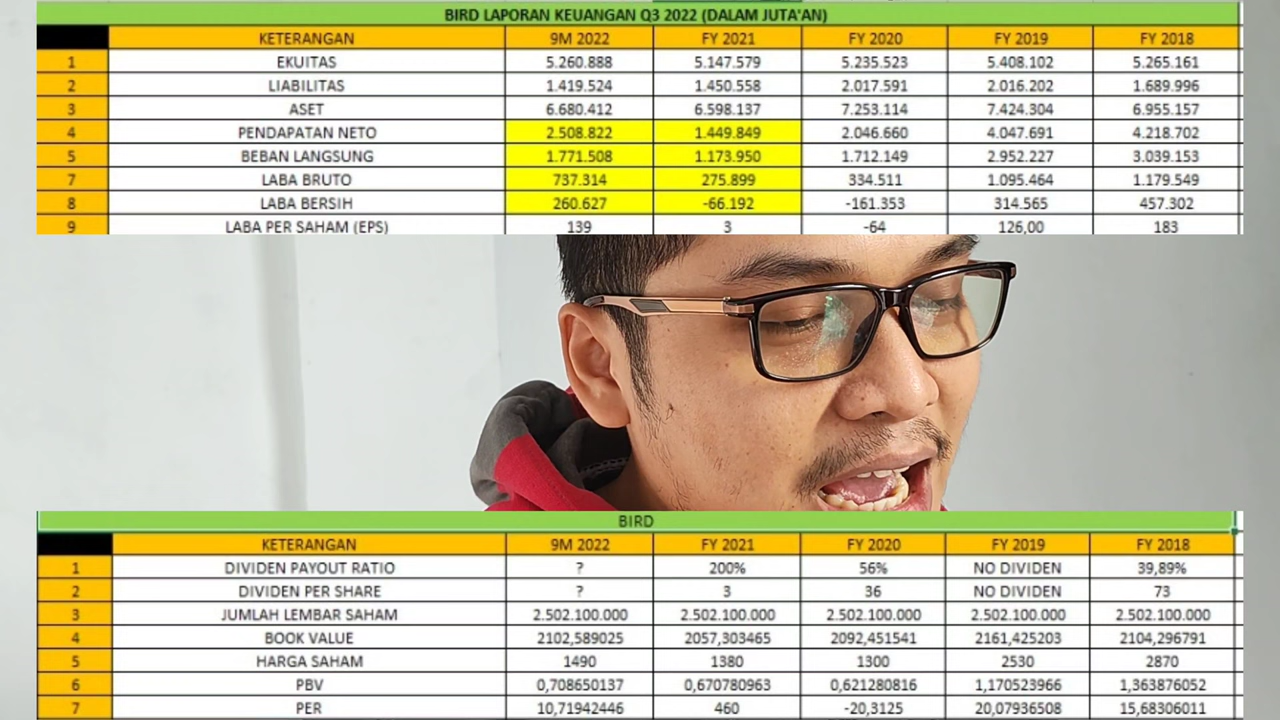 BIRD LAPORAN KEUANGAN Q3 2022 (DALAM JUTA'AN)
KETERANGAN 9M 2022 FY 2021 FY 2020 FY 2019 FY 2018
1 EKUITAS 5.260.888 5.147.579 5.235.523 5.408.102 5.265.161
2 LIABILITAS 1.419.524 1.450.558 2.017.591 2.016.202 1.689.996
3 ASET 6.680.412 6.598.137 7.253.114 7.424.304 6.955.157
4 PENDAPATAN NETO 2.508.822 1.449.849 2.046.660 4.047.691 4.218.702
5 BEBAN LANGSUNG 1.771.508 1.173.950 1.712.149 2.952.227 3.039.153
7 LABA BRUTO 737.314 275.899 334.511 1.095.464 1.179.549
8 LABA BERSIH 260.627 -66.192 -161.353 314.565 457.302
9 LABA PER SAHAM (EPS) 139 3 -64 126,00 183
BIRD
KETERANGAN 9M 2022 FY 2021 FY 2020 FY 2019 FY 2018
1 DIVIDEN PAYOUT RATIO ? 200% 56% NO DIVIDEN 39,89%
2 DIVIDEN PER SHARE ? 3 36 NO DIVIDEN 73
3 JUMLAH LEMBAR SAHAM 2.502.100.000 2.502.100.000 2.502.100.000 2.502.100.000 2.502.100.000
4 BOOK VALUE 2102,589025 2057,303465 2092,451541 2161,425203 2104,296791
5 HARGA SAHAM 1490 1380 1300 2530 2870
6 PBV 0,708650137 0,670780963 0,621280816 1,170523966 1,363876052
7 PER 10,71942446 460 -20,3125 20,07936508 15,68306011